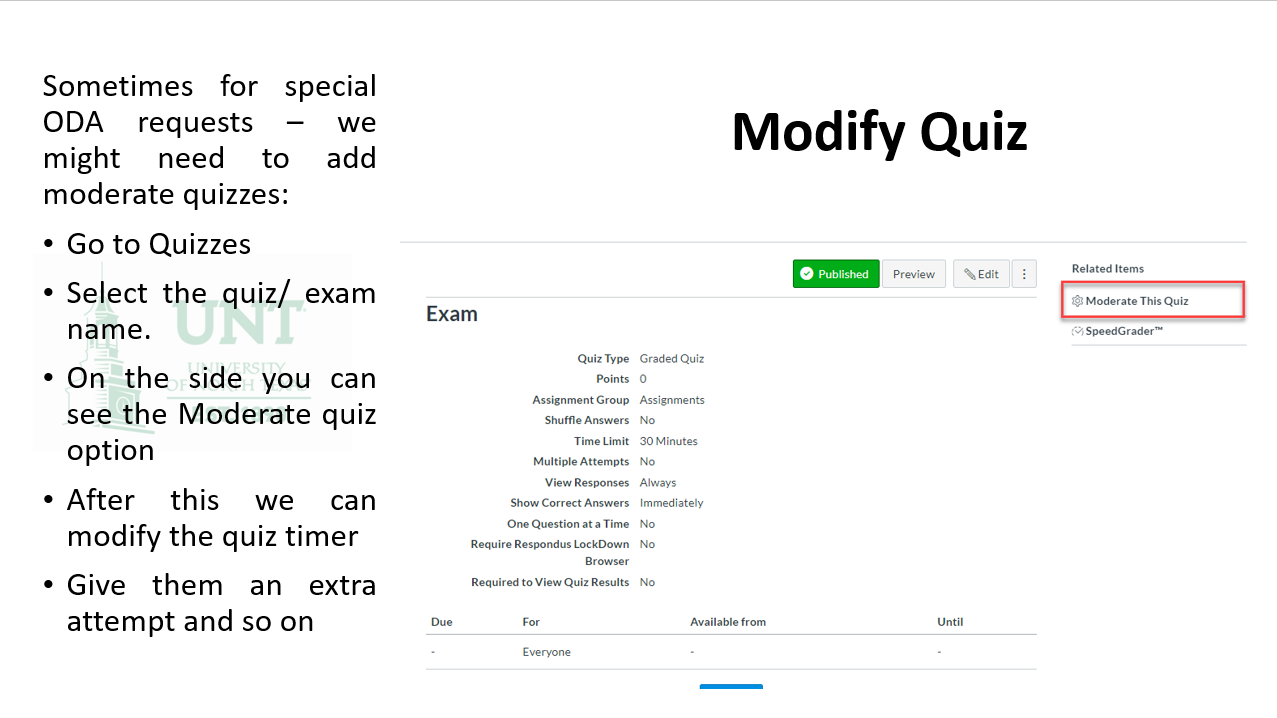 Sometimes for special
ODA requests – we
might need to add
moderate quizzes:
• Go to Quizzes
• Select the quiz/ exam
name.
• On the side you can
see the Moderate quiz
option
• After this we can
modify the quiz timer
• Give them an extra
attempt and so on
UNT
UNIVERSITY
Modify Quiz
Published
Preview
Edit
Related Items
Moderate This Quiz
SpeedGrader™
Exam
Quiz Type Graded Quiz
Points 0
Assignment Group Assignments
Shuffle Answers No
Time Limit 30 Minutes
Multiple Attempts No
View Responses Always
Show Correct Answers Immediately
One Question at a Time No
Require Respondus LockDown No
Browser
Required to View Quiz Results No
Due For Available from Until
- Everyone - -